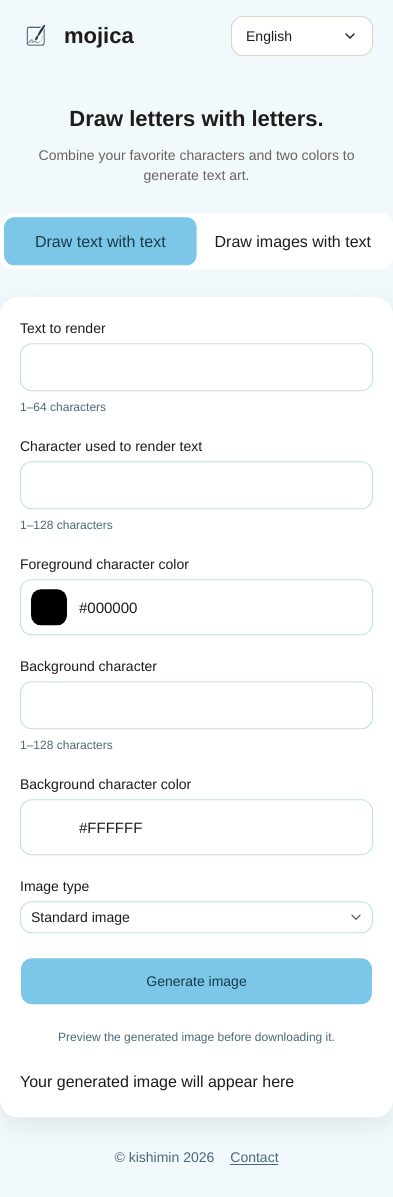 mojica
English
Draw letters with letters.
Combine your favorite characters and two colors to
generate text art.
Draw text with text
Draw images with text
Text to render
1–64 characters
Character used to render text
1–128 characters
Foreground character color
#000000
Background character
1–128 characters
Background character color
#FFFFFF
Image type
Standard image
Generate image
Preview the generated image before downloading it.
Your generated image will appear here
© kishimin 2026 Contact